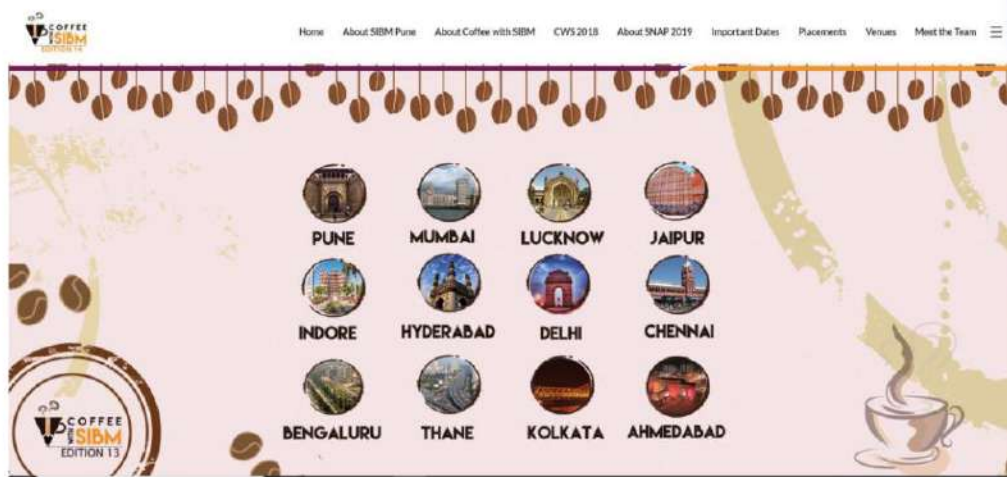 COFFEE
WITH
SIBM
EDITION 14
Home About SIBM Pune About Coffee with SIBM CWS 2018 About SNAP 2019 Important Dates Placements Venues Meet the Team
PUNE MUMBAI LUCKNOW JAIPUR
INDORE HYDERABAD DELHI CHENNAI
BENGALURU THANE KOLKATA AHMEDABAD
COFFEE
WITH
SIBM
EDITION 13